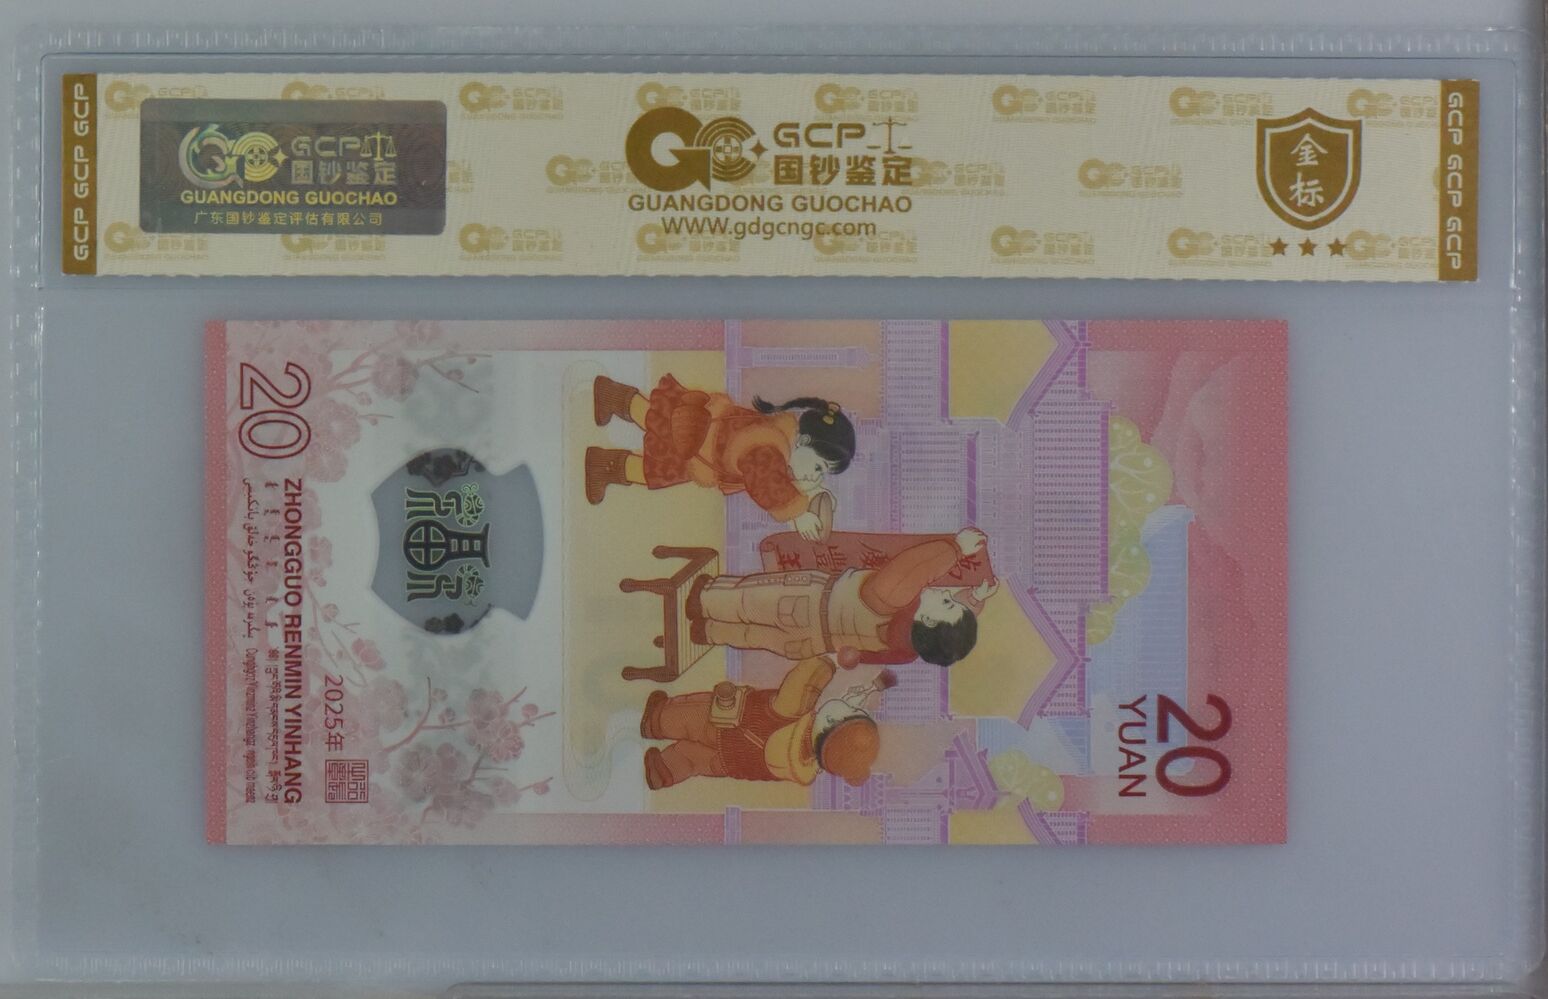 GCP GCP GCP
GCP
国钞鉴定
GUANGDONG GUOCHAO
广东国钞鉴定评估有限公司
GCP
国钞鉴定
GUANGDONG GUOCHAO
WWW.gdgcngc.com
金标
GCP GCP GCP
20
YUAN
2025年
ZHONGGUO RENMIN YINHANG
20